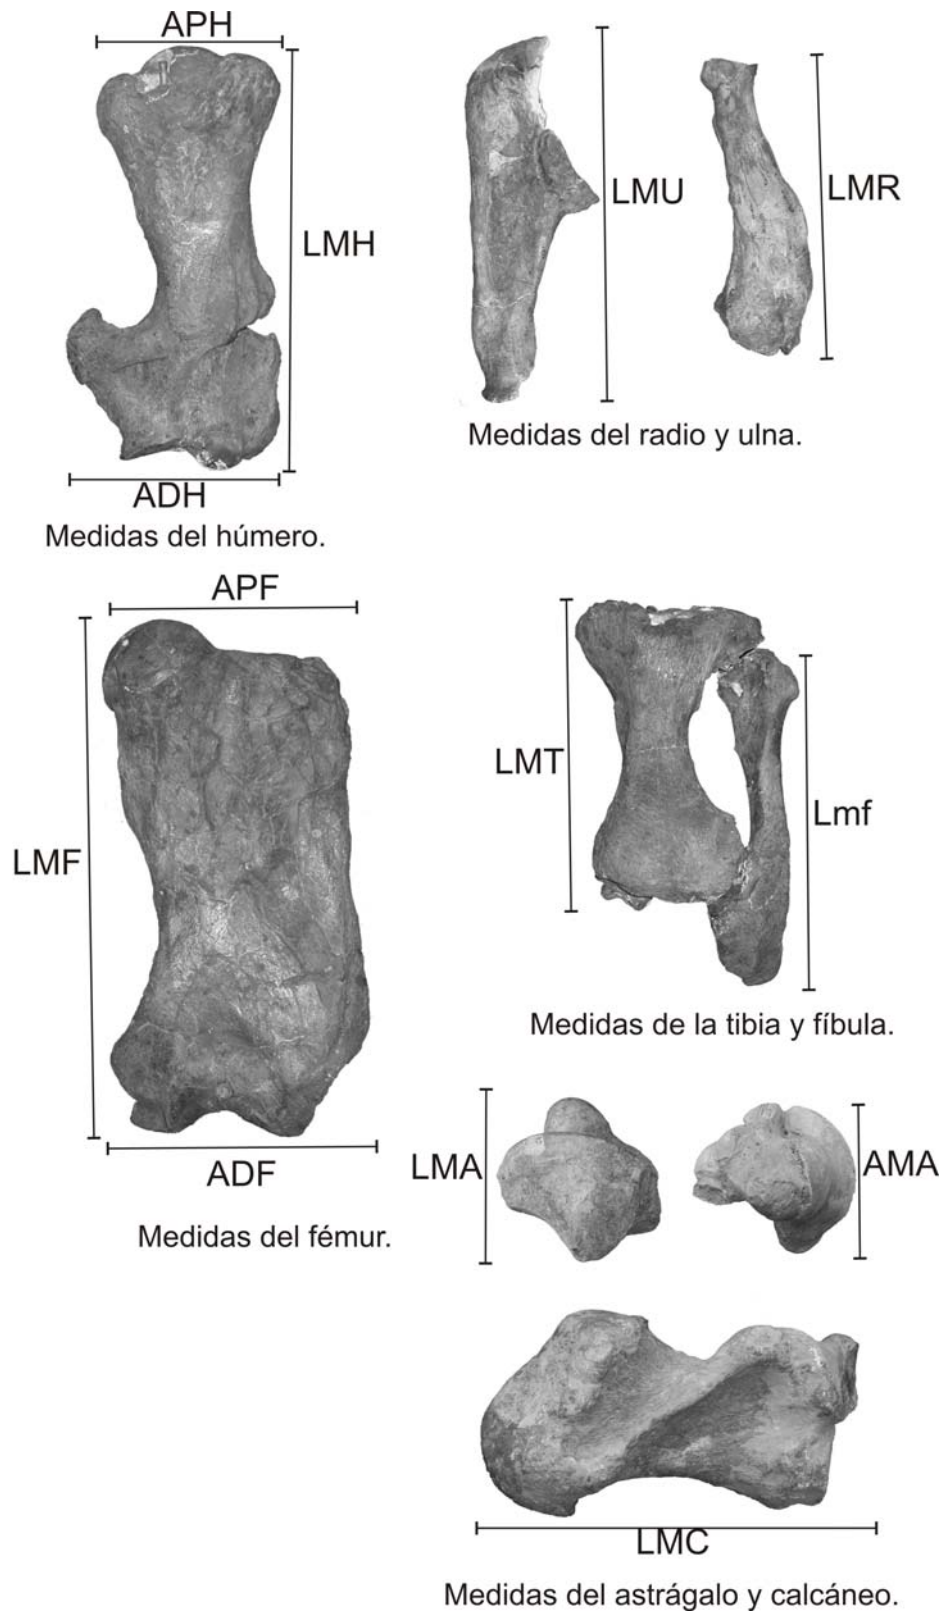 APH
LMH
ADH
Medidas del húmero.
LMU
LMR
Medidas del radio y ulna.
APF
LMF
ADF
Medidas del fémur.
LMT
Lmf
Medidas de la tibia y fíbula.
LMA
AMA
LMC
Medidas del astrágalo y calcáneo.